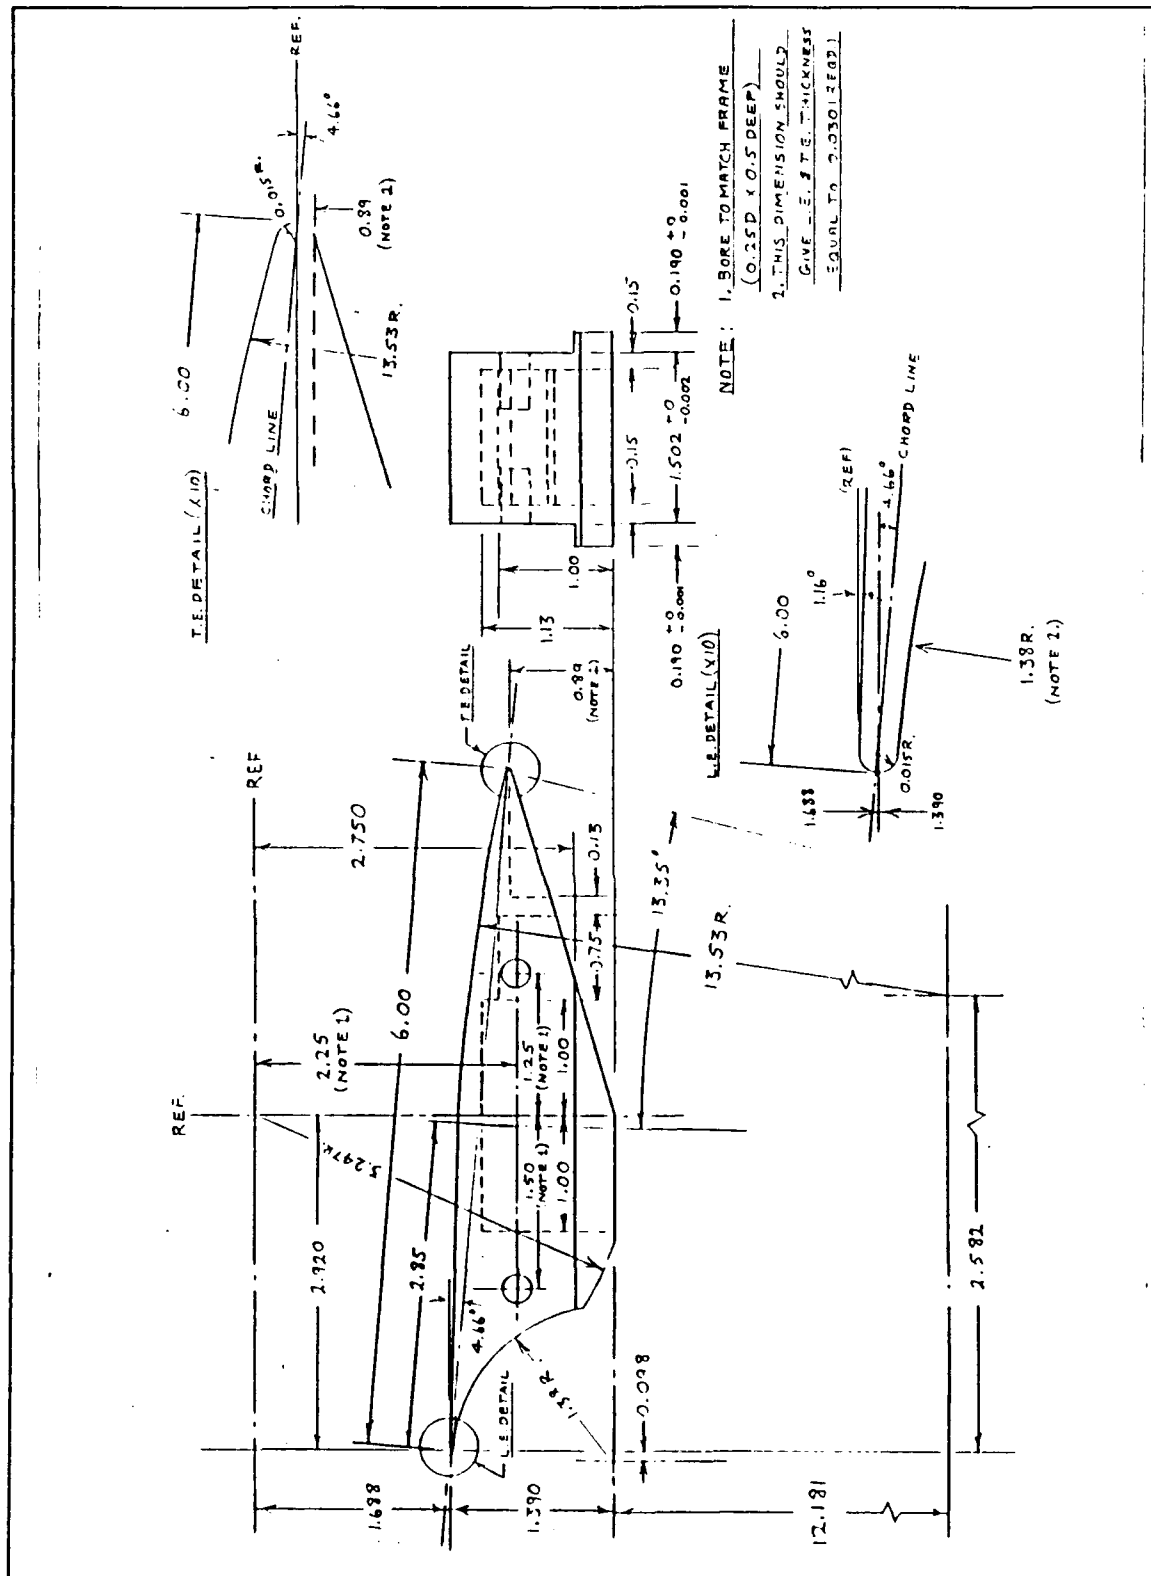 T.E. DETAIL (X10)
6.00
REF.
0.015R.
4.66°
CHORD LINE
13.53R.
0.89
(NOTE 2)
NOTE: 1. BORE TO MATCH FRAME
(0.25D X 0.5 DEEP)
2. THIS DIMENSION SHOULD
GIVE L.E. & T.E. THICKNESS
EQUAL TO 0.030 (REQD)
1.00
1.13
0.15
0.15
0.190 +0 -0.001
1.502 +0 -0.002
0.190 +0 -0.001
L.E. DETAIL (X10)
6.00
1.16°
(REF)
4.66°
CHORD LINE
1.688
1.390
0.015R.
1.38R.
(NOTE 2.)
REF
REF.
2.750
2.25
(NOTE 1)
2.920
6.00
2.85
T.E. DETAIL
0.89
(NOTE 2)
0.13
0.75
1.25
(NOTE 1)
1.00
1.50
(NOTE 1)
1.00
4.66°
L.E. DETAIL
1.38R
0.098
13.35°
13.53R.
2.582
1.688
1.390
12.181